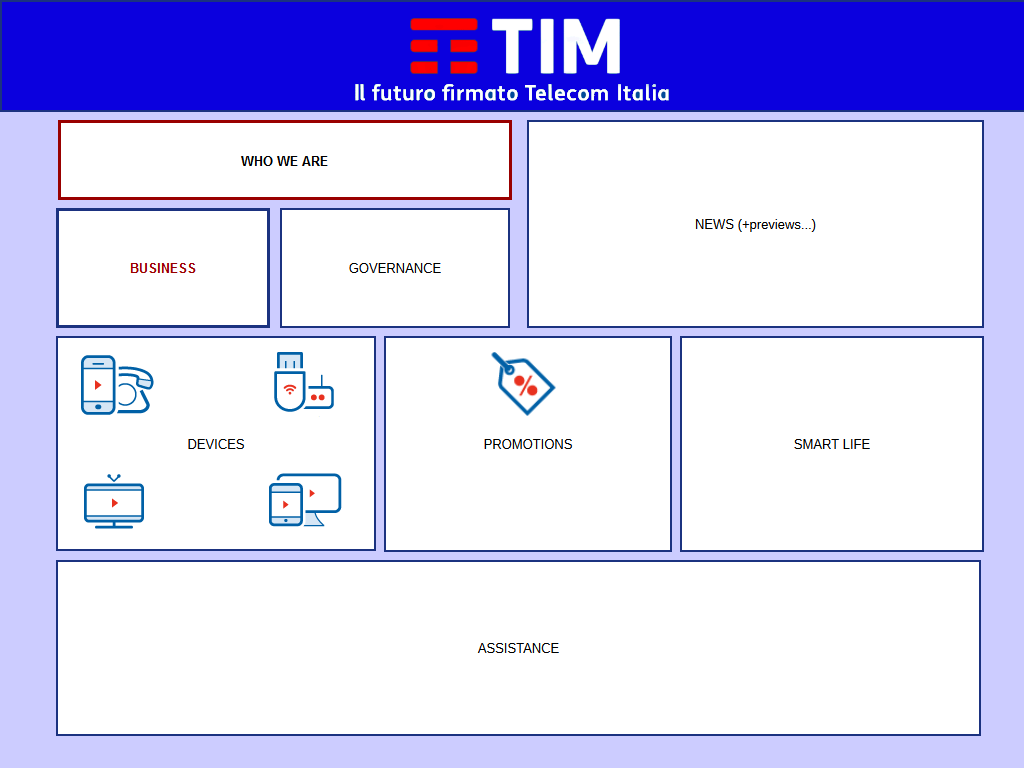 TIM
Il futuro firmato Telecom Italia
WHO WE ARE
NEWS (+previews...)
BUSINESS
GOVERNANCE
DEVICES
PROMOTIONS
%
SMART LIFE
ASSISTANCE